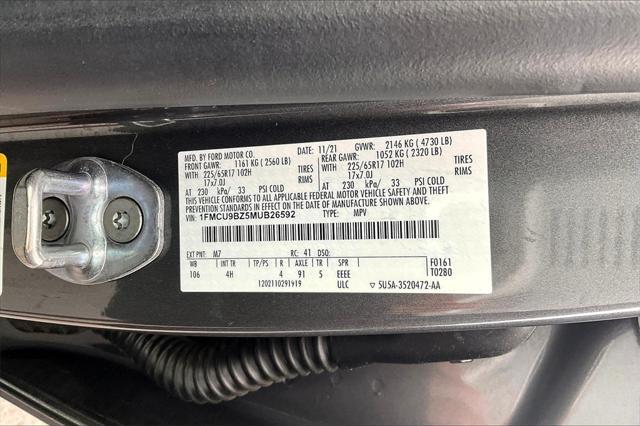 MFD. BY FORD MOTOR CO. 11/21 GVWR: 2146 KG ( 4730 LB)
FRONT GAWR: 1161 KG ( 2560 LB) REAR GAWR: 1052 KG ( 2320 LB)
WITH 225/65R17 102H TIRES WITH 225/65R17 102H TIRES
17x7.0J RIMS 17x7.0J RIMS
AT 230 kPa/ 33 PSI COLD AT 230 kPa/ 33 PSI COLD
THIS VEHICLE CONFORMS TO ALL APPLICABLE FEDERAL MOTOR VEHICLE SAFETY AND
THEFT PREVENTION STANDARDS IN EFFECT ON THE DATE OF MANUFACTURE SHOWN ABOVE.
VIN: 1FMCU9BZ5MUB26592 TYPE: MPV
EXT PNT: M7 RC: 41 DSO: F0161
WB INT TR TP/PS R AXLE TR SPR T0280
106 4H 4 91 5 EEEE
1202110291919 ULC 5U5A-3520472-AA